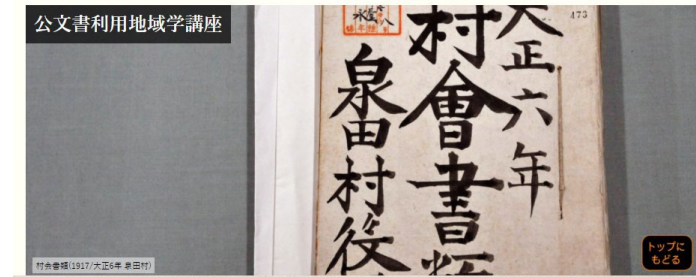 公文書利用地域学講座
大正六年
村會書類
泉田村役
永
473
村会書類(1917/大正6年 泉田村)
トップに
もどる